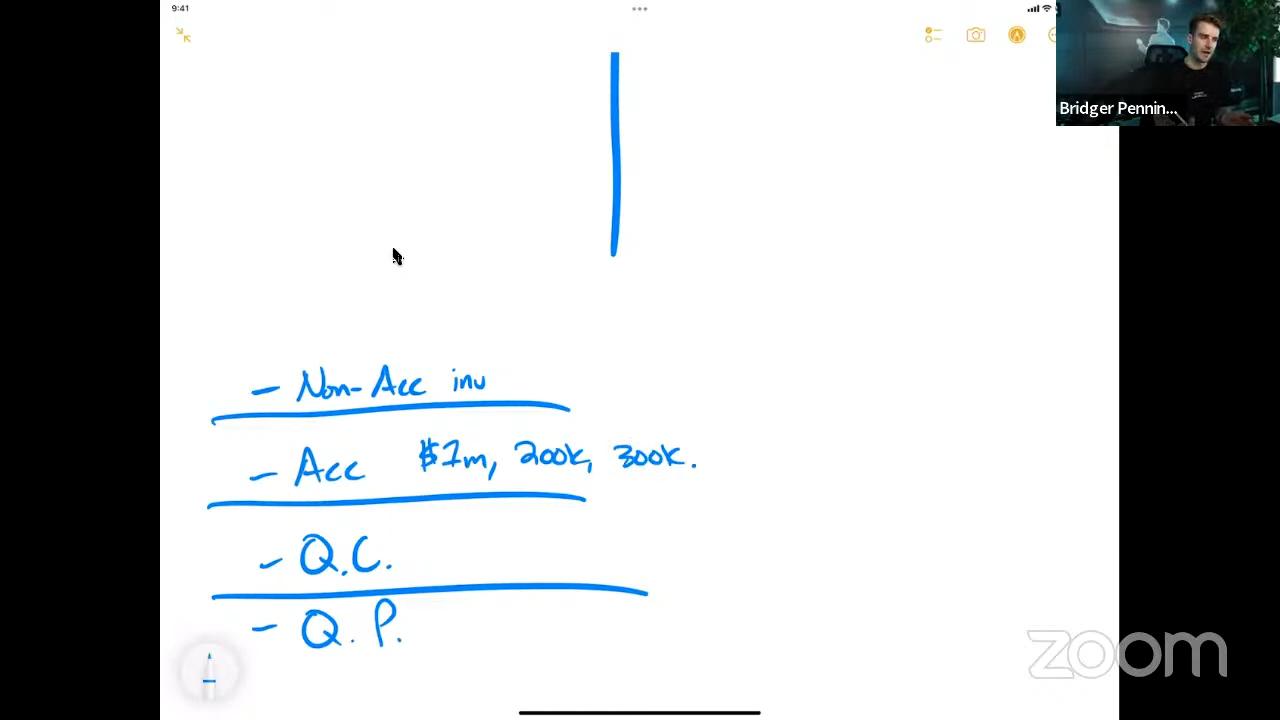 9:41
Bridger Pennin...
- Non-Acc inv
- Acc $1m, 200k, 300k.
- Q.C.
- Q.P.
zoom